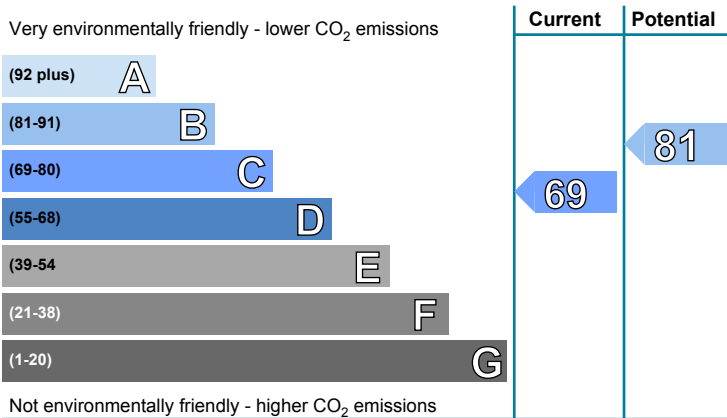 Very environmentally friendly - lower CO2 emissions
Current Potential
(92 plus) A
(81-91) B
(69-80) C
(55-68) D
(39-54 E
(21-38) F
(1-20) G
81
69
Not environmentally friendly - higher CO2 emissions